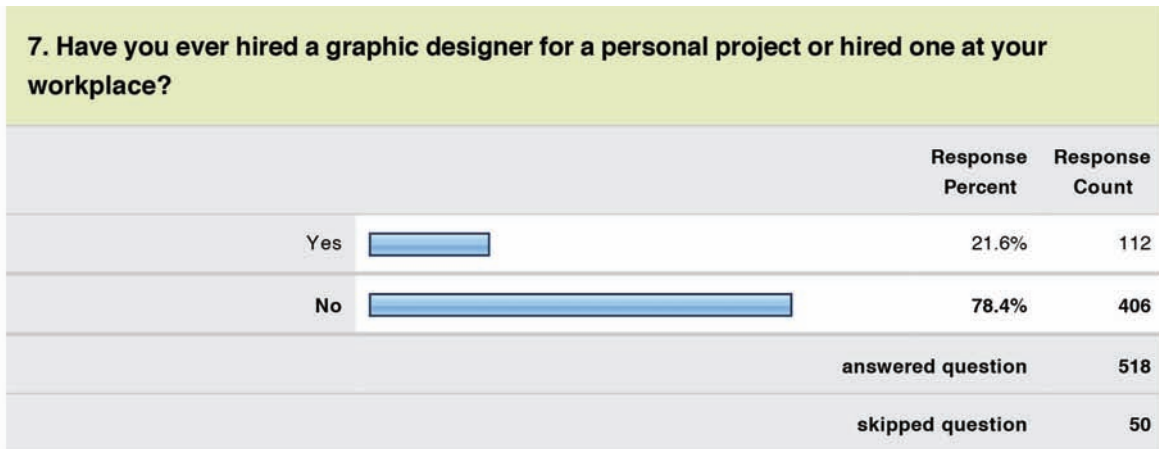 7. Have you ever hired a graphic designer for a personal project or hired one at your
workplace?
Response Response
Percent Count
Yes 21.6% 112
No 78.4% 406
answered question 518
skipped question 50